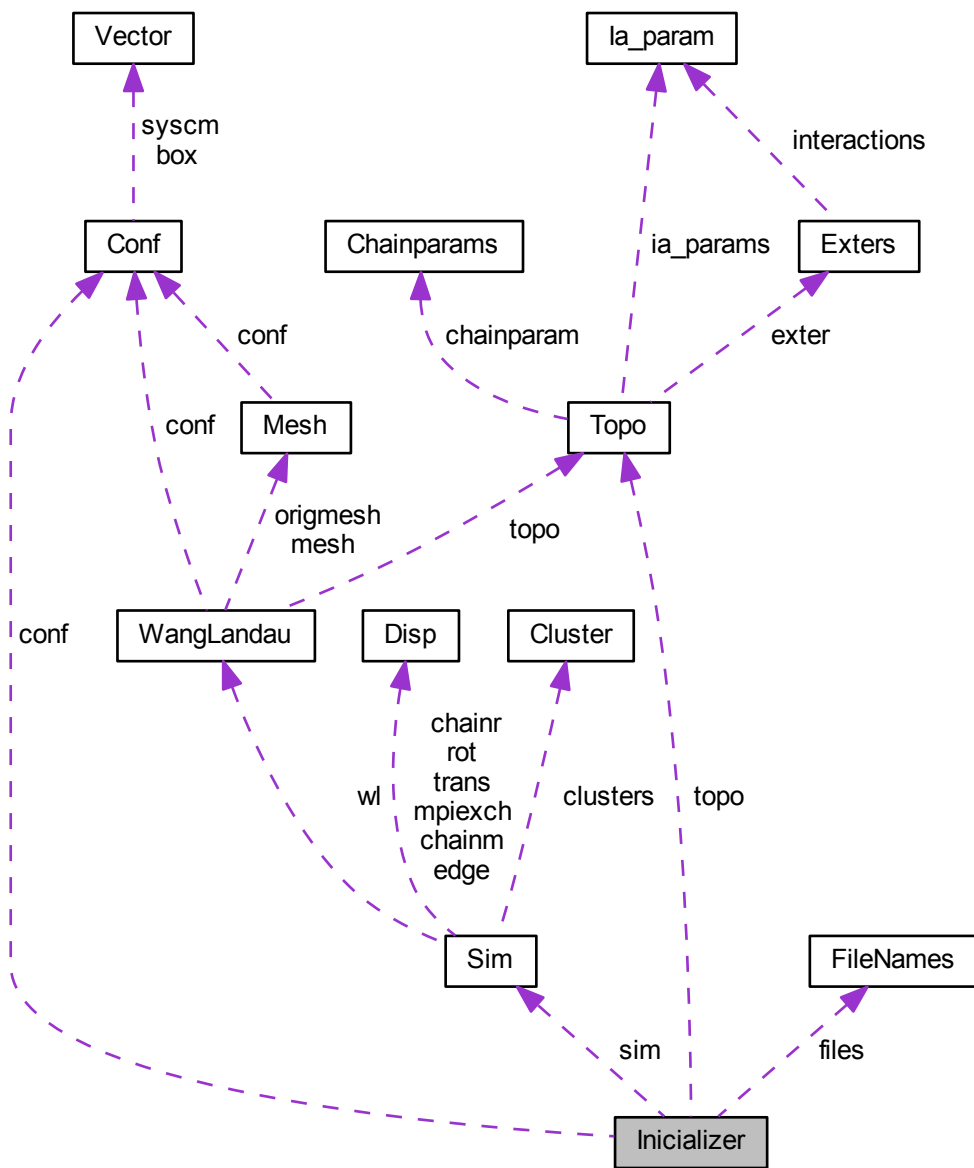 Vector
Ia_param
syscm
box
interactions
Conf
Chainparams
ia_params
Exters
conf
chainparam
exter
conf
Mesh
Topo
origmesh
mesh
topo
conf
WangLandau
Disp
Cluster
chainr
rot
trans
mpiexch
chainm
edge
wl
clusters
topo
Sim
FileNames
sim
files
Inicializer